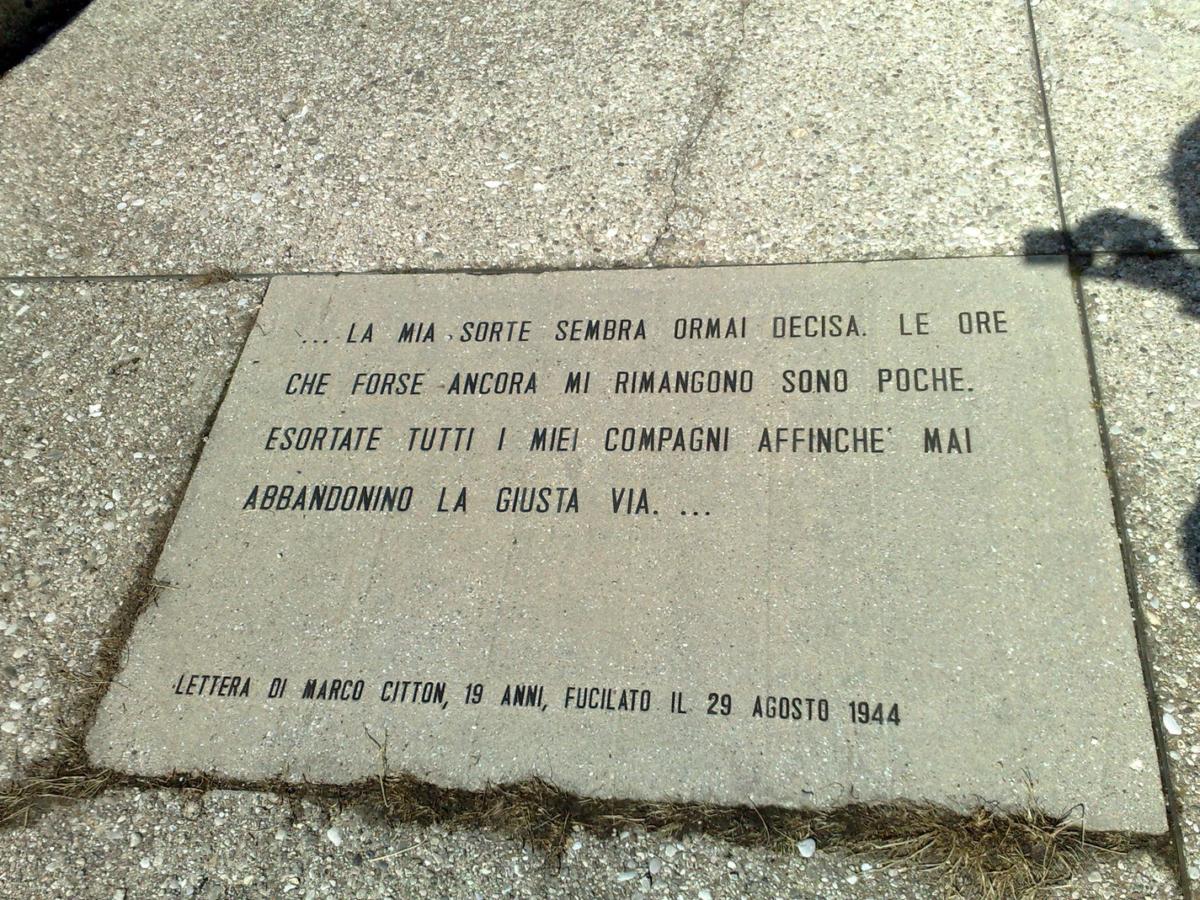 ... LA MIA SORTE SEMBRA ORMAI DECISA. LE ORE
CHE FORSE ANCORA MI RIMANGONO SONO POCHE.
ESORTATE TUTTI I MIEI COMPAGNI AFFINCHE' MAI
ABBANDONINO LA GIUSTA VIA. ...
LETTERA DI MARCO CITTON, 19 ANNI, FUCILATO IL 29 AGOSTO 1944